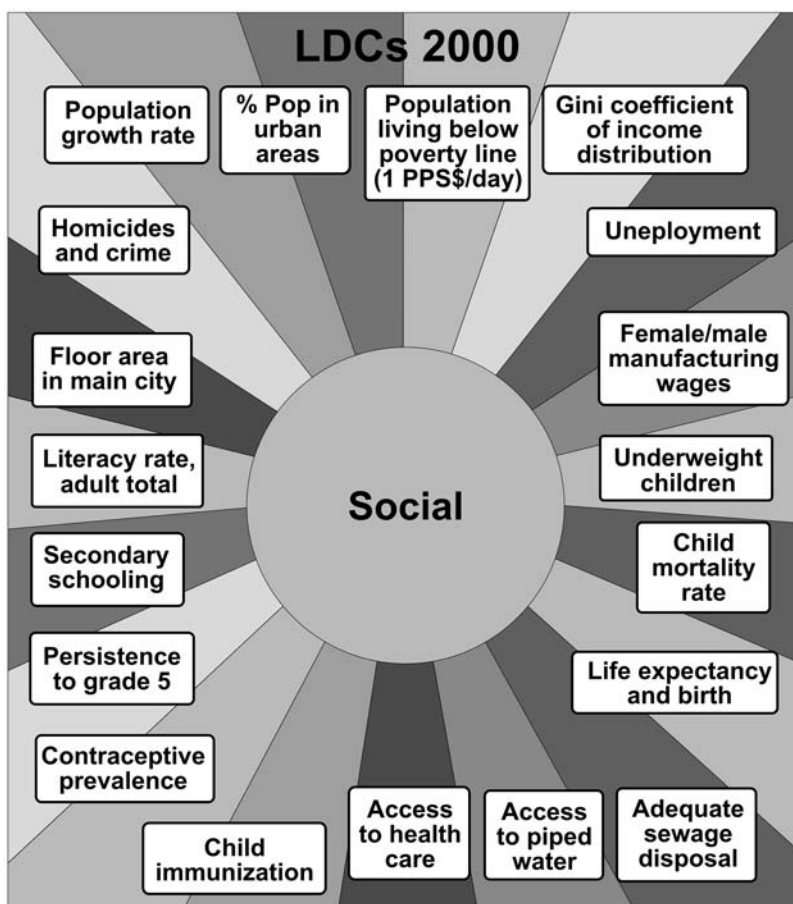 LDCs 2000
Population
growth rate
% Pop in
urban
areas
Population
living below
poverty line
(1 PPS$/day)
Gini coefficient
of income
distribution
Homicides
and crime
Uneployment
Floor area
in main city
Female/male
manufacturing
wages
Literacy rate,
adult total
Social
Underweight
children
Secondary
schooling
Child
mortality
rate
Persistence
to grade 5
Life expectancy
and birth
Contraceptive
prevalence
Child
immunization
Access
to health
care
Access
to piped
water
Adequate
sewage
disposal